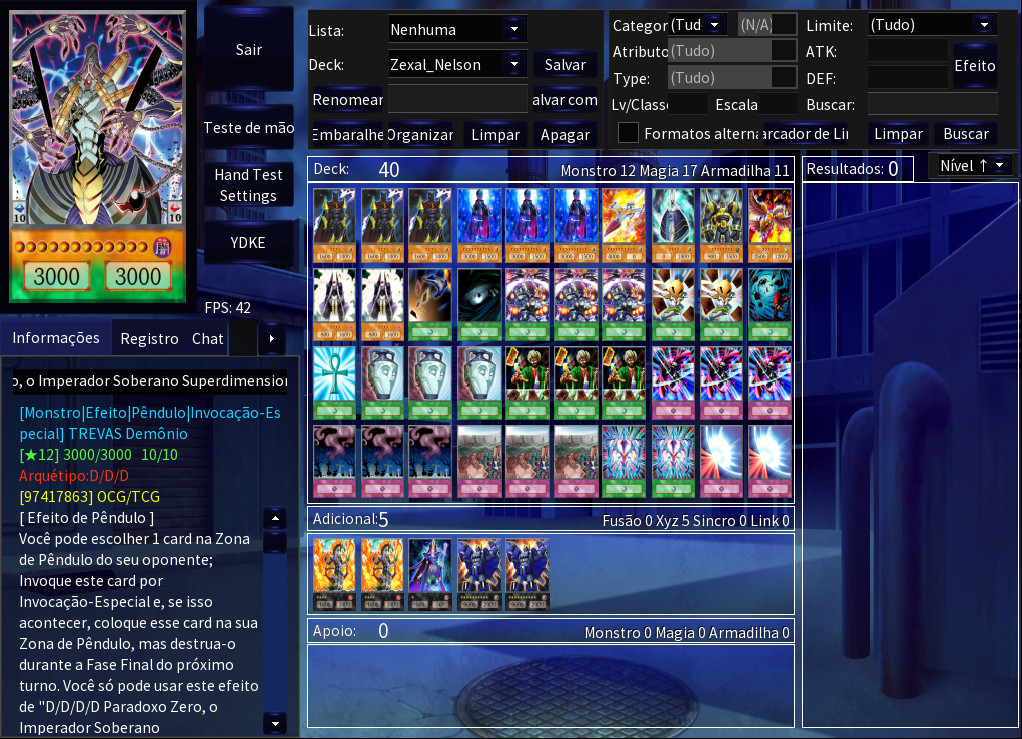 10
10
3000 3000
Sair
Teste de mão
Hand Test
Settings
YDKE
FPS: 42
Lista:
Nenhuma
Deck:
Zexal_Nelson
Salvar
Renomear
alvar com
Embaralhe
Organizar
Limpar
Apagar
Categor
(Tud
(N/A)
Limite:
(Tudo)
Atributo
(Tudo)
ATK:
Efeito
Type:
(Tudo)
DEF:
Lv/Classe
Escala
Buscar:
Formatos alterna
arcador de Li
Limpar
Buscar
Deck: 40
Monstro 12 Magia 17 Armadilha 11
Resultados: 0
Nível ↑
Informações
Registro
Chat
o, o Imperador Soberano Superdimension
[Monstro|Efeito|Pêndulo|Invocação-Es
pecial] TREVAS Demônio
[★12] 3000/3000 10/10
Arquétipo:D/D/D
[97417863] OCG/TCG
[ Efeito de Pêndulo ]
Você pode escolher 1 card na Zona
de Pêndulo do seu oponente;
Invoque este card por
Invocação-Especial e, se isso
acontecer, coloque esse card na sua
Zona de Pêndulo, mas destrua-o
durante a Fase Final do próximo
turno. Você só pode usar este efeito
de "D/D/D/D Paradoxo Zero, o
Imperador Soberano
Adicional:5
Fusão 0 Xyz 5 Sincro 0 Link 0
Apoio: 0
Monstro 0 Magia 0 Armadilha 0